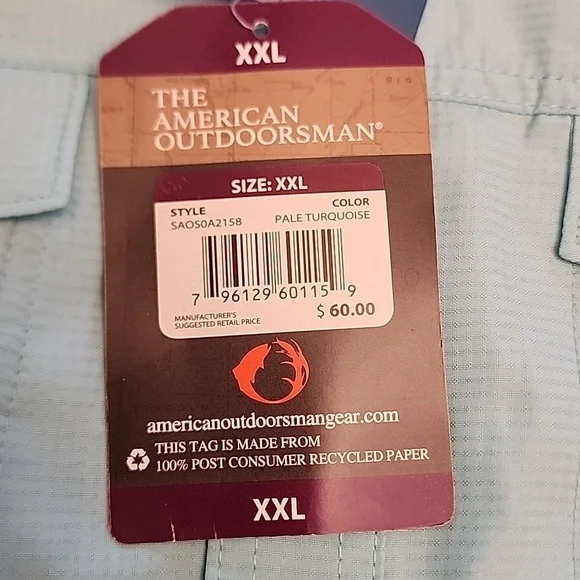 XXL
THE
AMERICAN
OUTDOORSMAN®
SIZE: XXL
STYLE COLOR
SAOS0A2158 PALE TURQUOISE
7 96129 60115 9
MANUFACTURER'S
SUGGESTED RETAIL PRICE $ 60.00
americanoutdoorsmangear.com
THIS TAG IS MADE FROM
100% POST CONSUMER RECYCLED PAPER
XXL